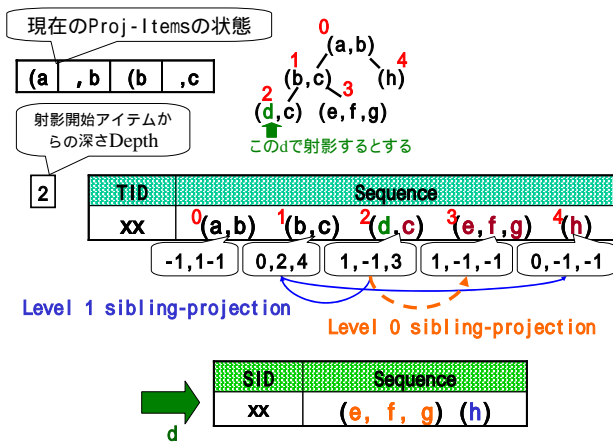 現在のProj-Itemsの状態
(a ,b (b ,c
0
(a,b)
1 4
(b,c) (h)
2 3
(d,c) (e,f,g)
このdで射影するとする
射影開始アイテムか
らの深さDepth
2
TID Sequence
xx 0(a,b) 1(b,c) 2(d,c) 3(e,f,g) 4(h)
-1,1-1 0,2,4 1,-1,3 1,-1,-1 0,-1,-1
Level 1 sibling-projection
Level 0 sibling-projection
SID Sequence
xx (e, f, g) (h)
d